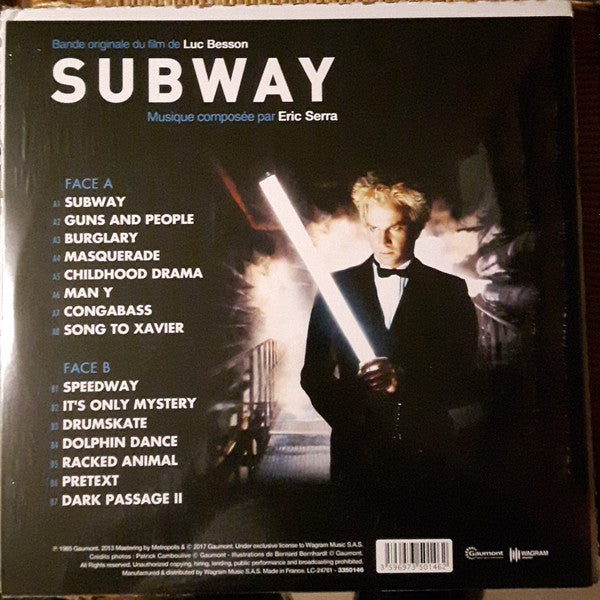 Bande originale du film de Luc Besson
SUBWAY
Musique composée par Eric Serra
FACE A
A1 SUBWAY
A2 GUNS AND PEOPLE
A3 BURGLARY
A4 MASQUERADE
A5 CHILDHOOD DRAMA
A6 MAN Y
A7 CONGABASS
A8 SONG TO XAVIER
FACE B
B1 SPEEDWAY
B2 IT'S ONLY MYSTERY
B3 DRUMSKATE
B4 DOLPHIN DANCE
B5 RACKED ANIMAL
B6 PRETEXT
B7 DARK PASSAGE II
℗ 1985 Gaumont. 2013 Mastering by Metropolis & © 2017 Gaumont. Under exclusive license to Wagram Music S.A.S.
Crédits photos : Patrick Camboulive © Gaumont - Illustrations de Bernard Bernhardt © Gaumont.
All Rights reserved. Unauthorized copying, hiring, lending, public performance and broadcasting prohibited.
Manufactured & distributed by Wagram Music S.A.S. Made in France. LC-24761 - 3350146
3 596973 501462
Gaumont
WAGRAM